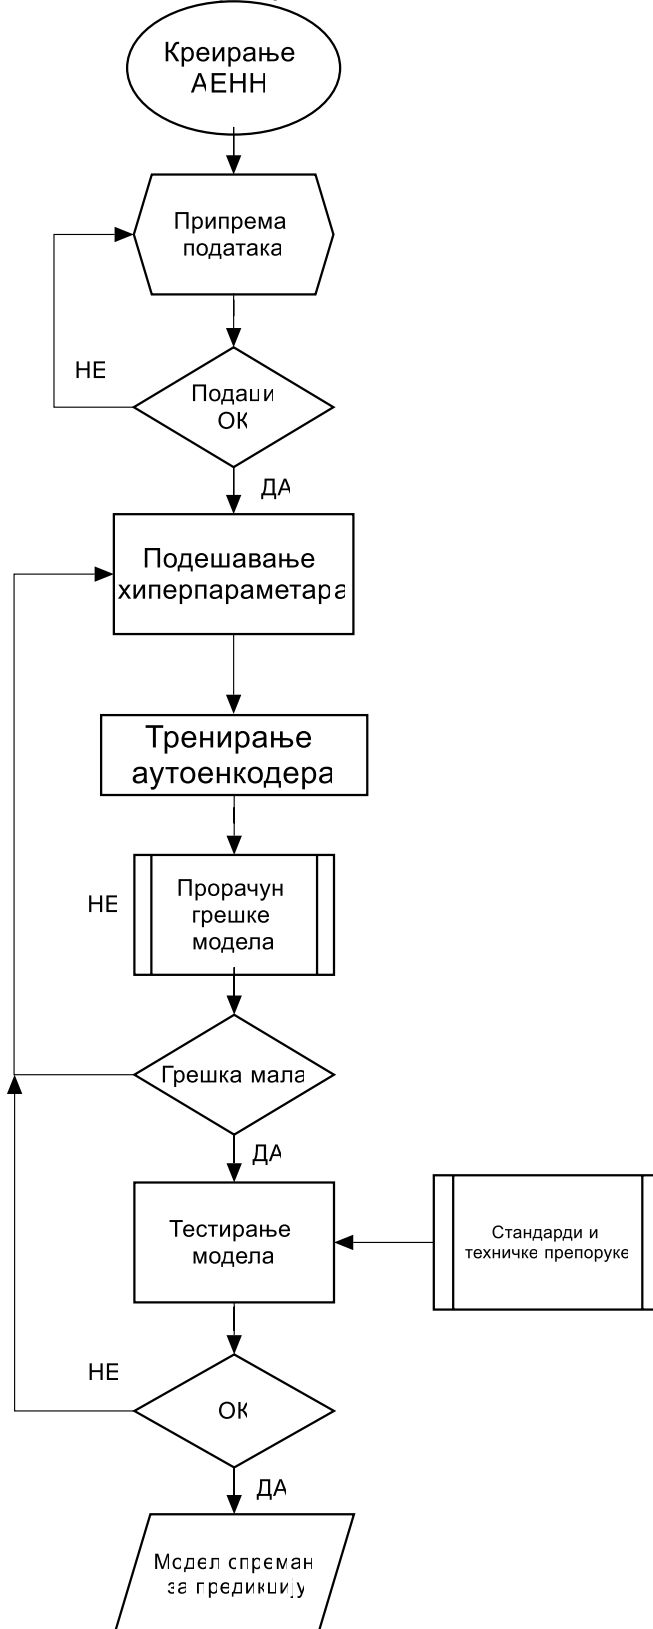 Креирање
АЕНН
Припрема
података
НЕ
Подаци
ОК
ДА
Подешавање
хиперпараметара
Тренирање
аутоенкодера
НЕ
Прорачун
грешке
модела
Грешка мала
ДА
Тестирање
модела
Стандарди и
техничке препоруке
НЕ
ОК
ДА
Модел спреман
за предикцију